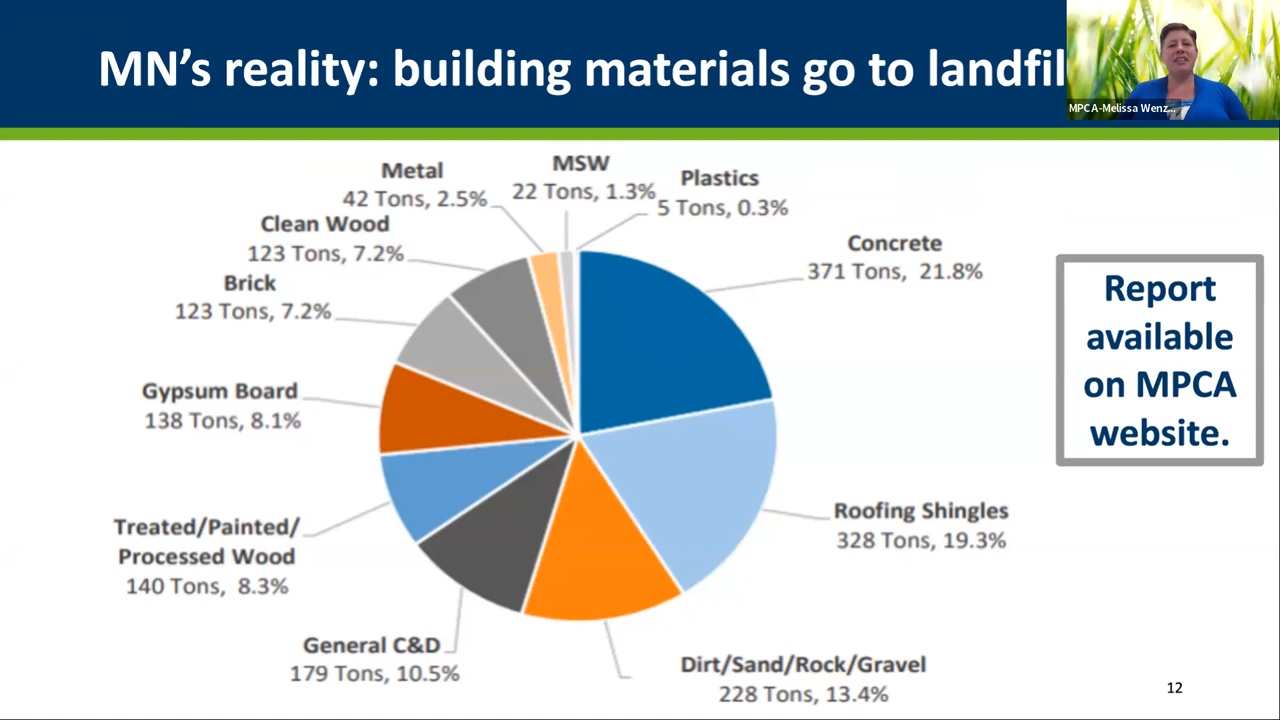 MN’s reality: building materials go to landfil
MPCA-Melissa Wenz...
Metal
42 Tons, 2.5%
MSW
22 Tons, 1.3%
Plastics
5 Tons, 0.3%
Clean Wood
123 Tons, 7.2%
Concrete
371 Tons, 21.8%
Brick
123 Tons, 7.2%
Report
available
on MPCA
website.
Gypsum Board
138 Tons, 8.1%
Roofing Shingles
328 Tons, 19.3%
Treated/Painted/
Processed Wood
140 Tons, 8.3%
General C&D
179 Tons, 10.5%
Dirt/Sand/Rock/Gravel
228 Tons, 13.4%
12